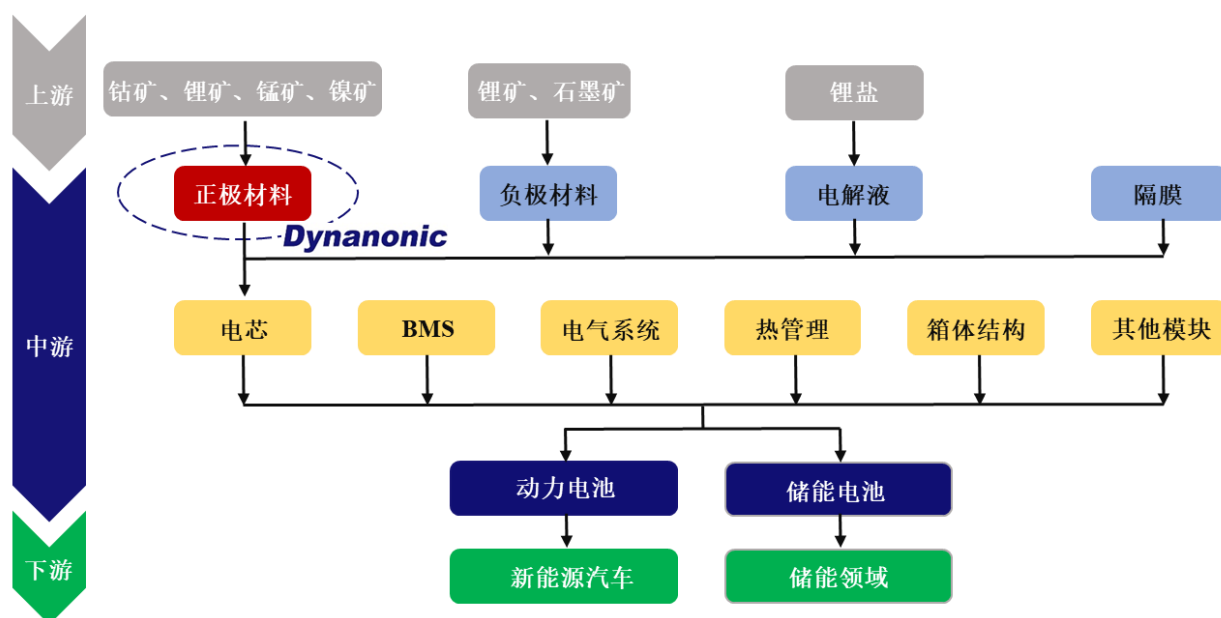 上游
钴矿、锂矿、锰矿、镍矿
锂矿、石墨矿
锂盐
正极材料
负极材料
电解液
隔膜
Dynanonic
中游
电芯
BMS
电气系统
热管理
箱体结构
其他模块
动力电池
储能电池
下游
新能源汽车
储能领域